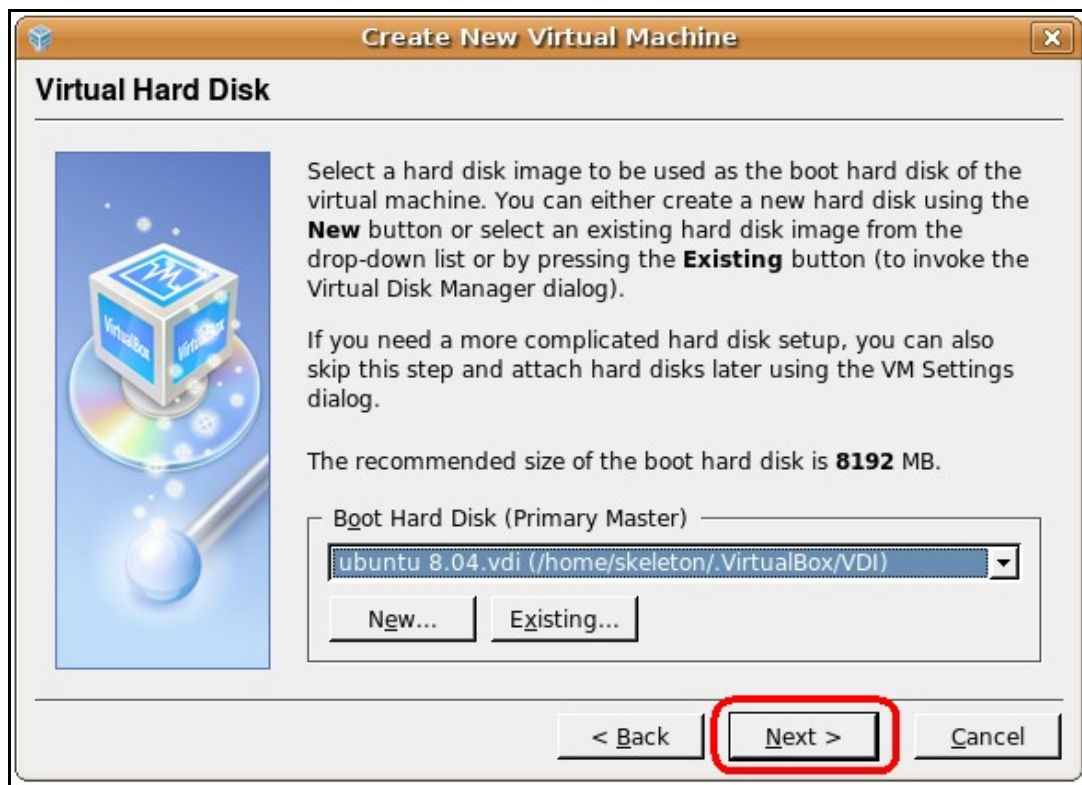 Create New Virtual Machine
Virtual Hard Disk
Select a hard disk image to be used as the boot hard disk of the
virtual machine. You can either create a new hard disk using the
New button or select an existing hard disk image from the
drop-down list or by pressing the Existing button (to invoke the
Virtual Disk Manager dialog).
If you need a more complicated hard disk setup, you can also
skip this step and attach hard disks later using the VM Settings
dialog.
The recommended size of the boot hard disk is 8192 MB.
Boot Hard Disk (Primary Master)
ubuntu 8.04.vdi (/home/skeleton/.VirtualBox/VDI)
New... Existing...
< Back Next > Cancel
VirtualBox